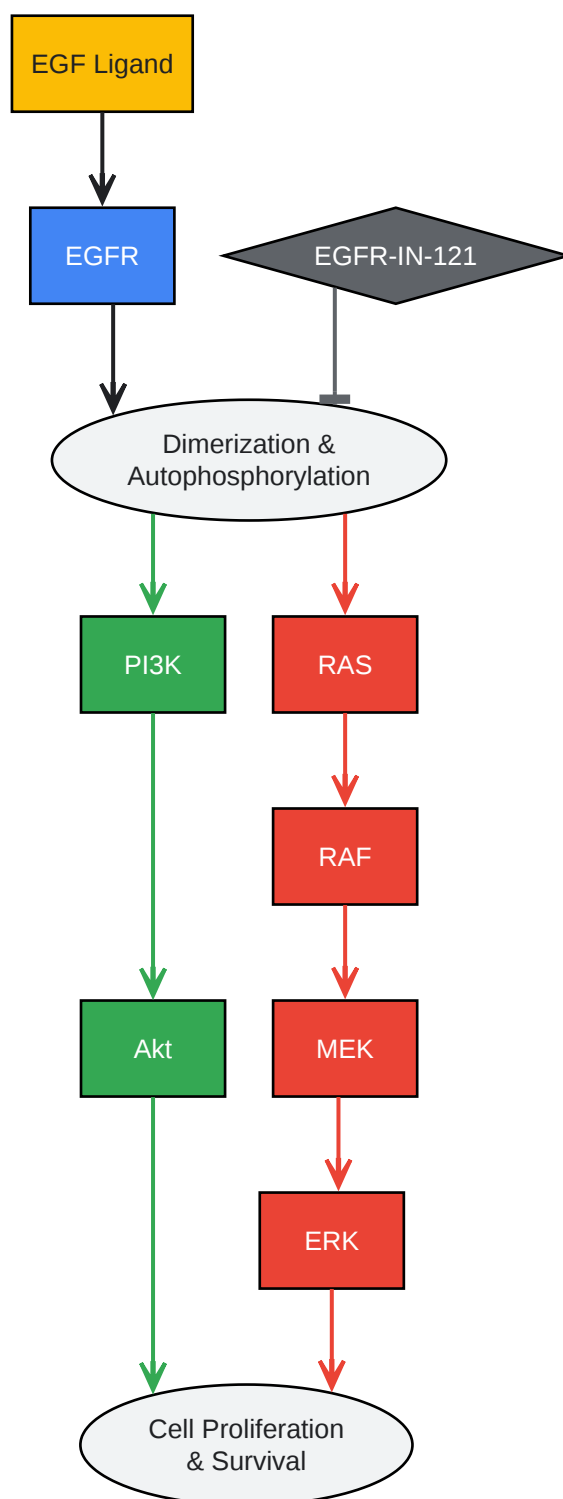 EGF Ligand
EGFR
EGFR-IN-121
Dimerization &
Autophosphorylation
PI3K
RAS
RAF
Akt
MEK
ERK
Cell Proliferation
& Survival